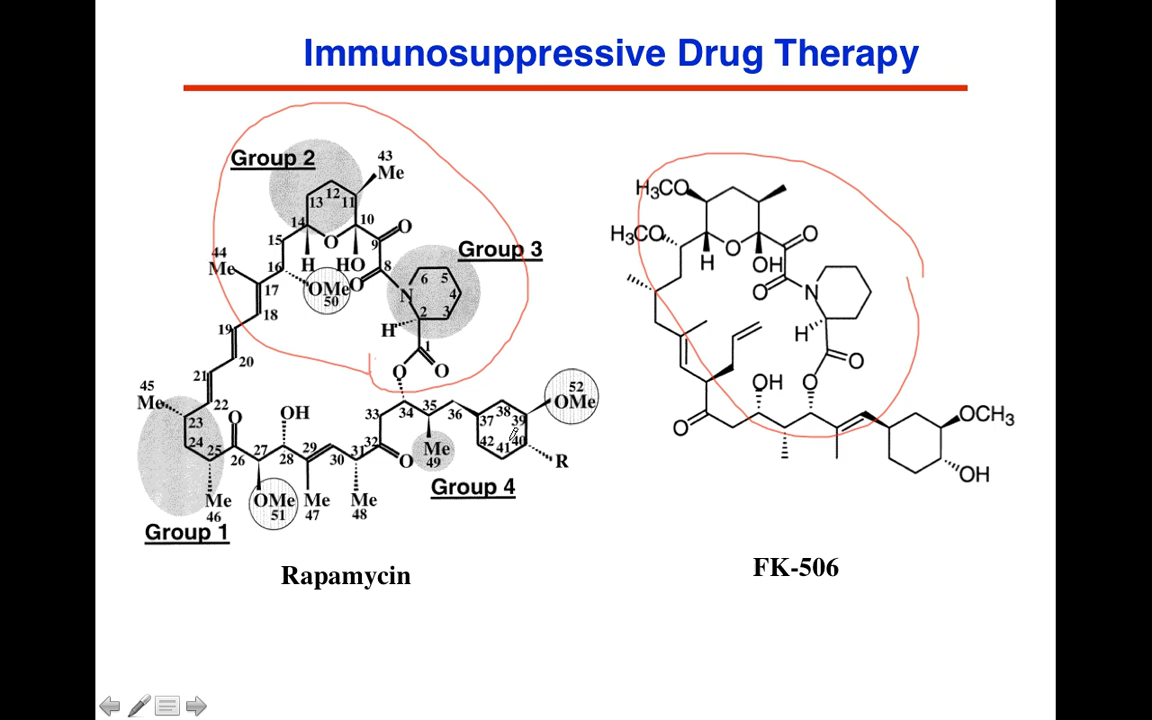 Immunosuppressive Drug Therapy
Group 2
43
Me
12
13
11
14
10
O
9
O
15
H
HO
8
O
Group 3
44
Me
16
17
OMe
50
N
6
5
4
3
2
H
18
19
20
1
O
O
21
22
45
Me
23
24
25
O
26
27
OH
28
29
30
31
32
O
33
34
35
36
37
38
39
40
41
42
52
OMe
R
Me
49
Me
46
OMe
51
Me
47
Me
48
Group 4
Group 1
Rapamycin
H3CO
H3CO
H
O
OH
O
O
N
H
O
O
OH
O
OCH3
OH
FK-506